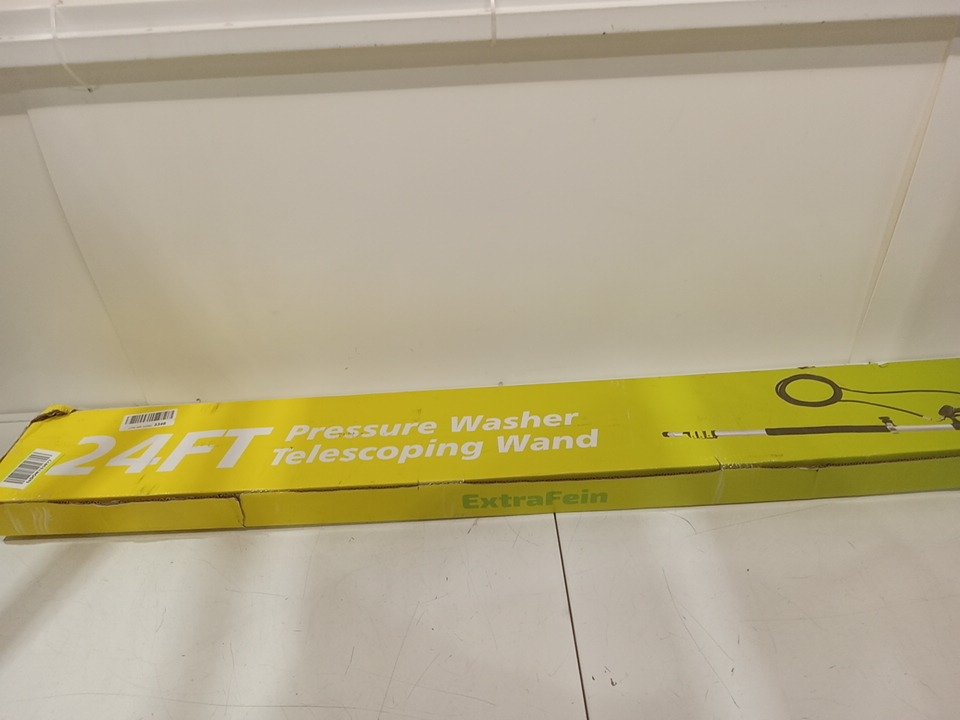 24FT
Pressure Washer
Telescoping Wand
ExtraFein